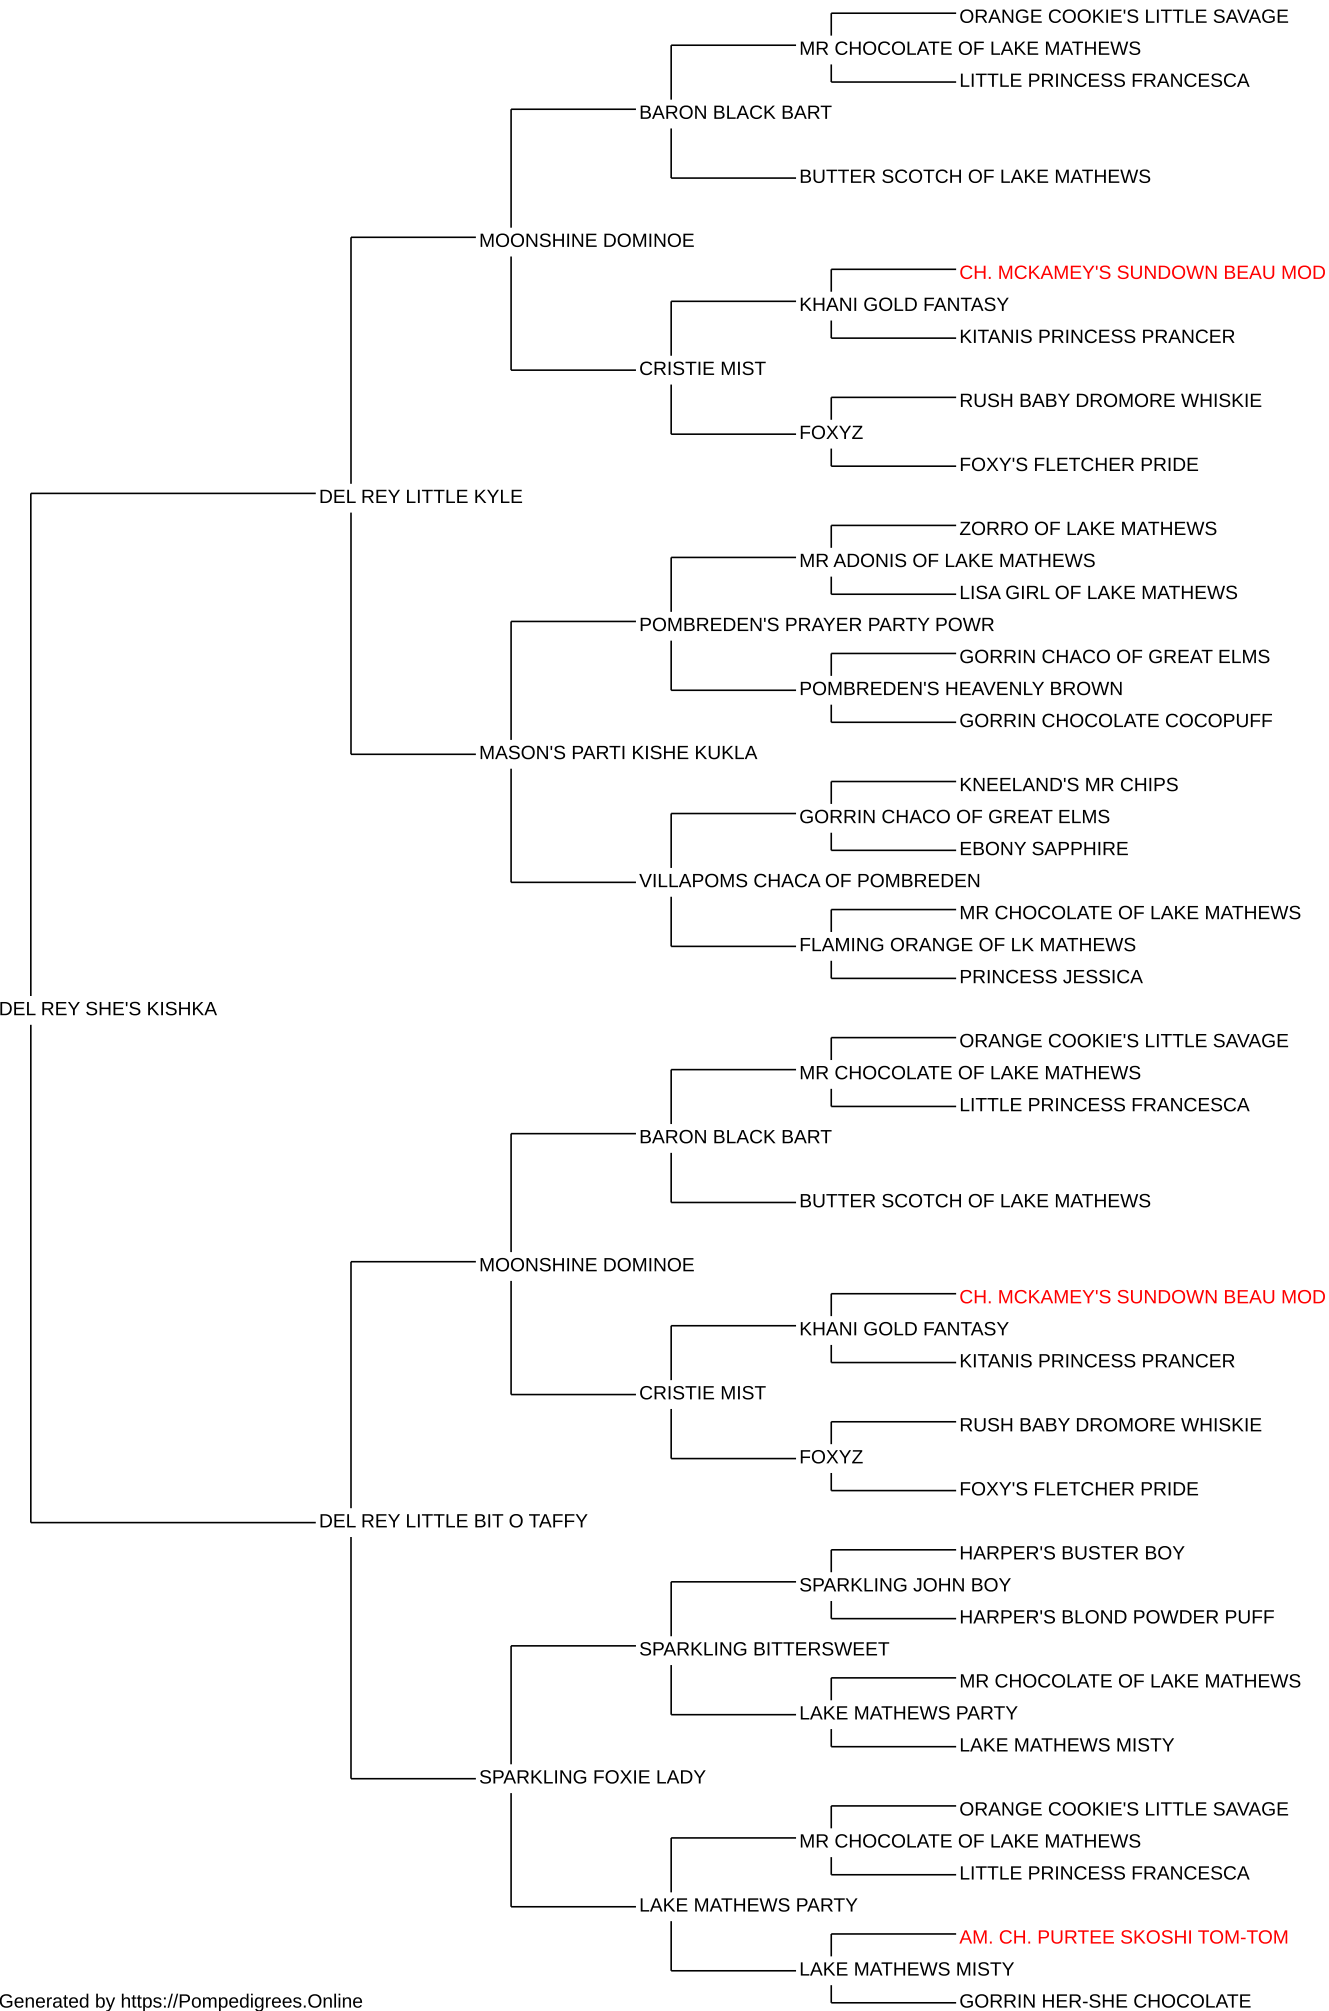 ORANGE COOKIE'S LITTLE SAVAGE
MR CHOCOLATE OF LAKE MATHEWS
LITTLE PRINCESS FRANCESCA
BARON BLACK BART
BUTTER SCOTCH OF LAKE MATHEWS
MOONSHINE DOMINOE
CH. MCKAMEY'S SUNDOWN BEAU MOD
KHANI GOLD FANTASY
KITANIS PRINCESS PRANCER
CRISTIE MIST
RUSH BABY DROMORE WHISKIE
FOXYZ
FOXY'S FLETCHER PRIDE
DEL REY LITTLE KYLE
ZORRO OF LAKE MATHEWS
MR ADONIS OF LAKE MATHEWS
LISA GIRL OF LAKE MATHEWS
POMBREDEN'S PRAYER PARTY POWR
GORRIN CHACO OF GREAT ELMS
POMBREDEN'S HEAVENLY BROWN
GORRIN CHOCOLATE COCOPUFF
MASON'S PARTI KISHE KUKLA
KNEELAND'S MR CHIPS
GORRIN CHACO OF GREAT ELMS
EBONY SAPPHIRE
VILLAPOMS CHACA OF POMBREDEN
MR CHOCOLATE OF LAKE MATHEWS
FLAMING ORANGE OF LK MATHEWS
PRINCESS JESSICA
DEL REY SHE'S KISHKA
ORANGE COOKIE'S LITTLE SAVAGE
MR CHOCOLATE OF LAKE MATHEWS
LITTLE PRINCESS FRANCESCA
BARON BLACK BART
BUTTER SCOTCH OF LAKE MATHEWS
MOONSHINE DOMINOE
CH. MCKAMEY'S SUNDOWN BEAU MOD
KHANI GOLD FANTASY
KITANIS PRINCESS PRANCER
CRISTIE MIST
RUSH BABY DROMORE WHISKIE
FOXYZ
FOXY'S FLETCHER PRIDE
DEL REY LITTLE BIT O TAFFY
HARPER'S BUSTER BOY
SPARKLING JOHN BOY
HARPER'S BLOND POWDER PUFF
SPARKLING BITTERSWEET
MR CHOCOLATE OF LAKE MATHEWS
LAKE MATHEWS PARTY
LAKE MATHEWS MISTY
SPARKLING FOXIE LADY
ORANGE COOKIE'S LITTLE SAVAGE
MR CHOCOLATE OF LAKE MATHEWS
LITTLE PRINCESS FRANCESCA
LAKE MATHEWS PARTY
AM. CH. PURTEE SKOSHI TOM-TOM
LAKE MATHEWS MISTY
GORRIN HER-SHE CHOCOLATE
Generated by https://Pompedigrees.Online